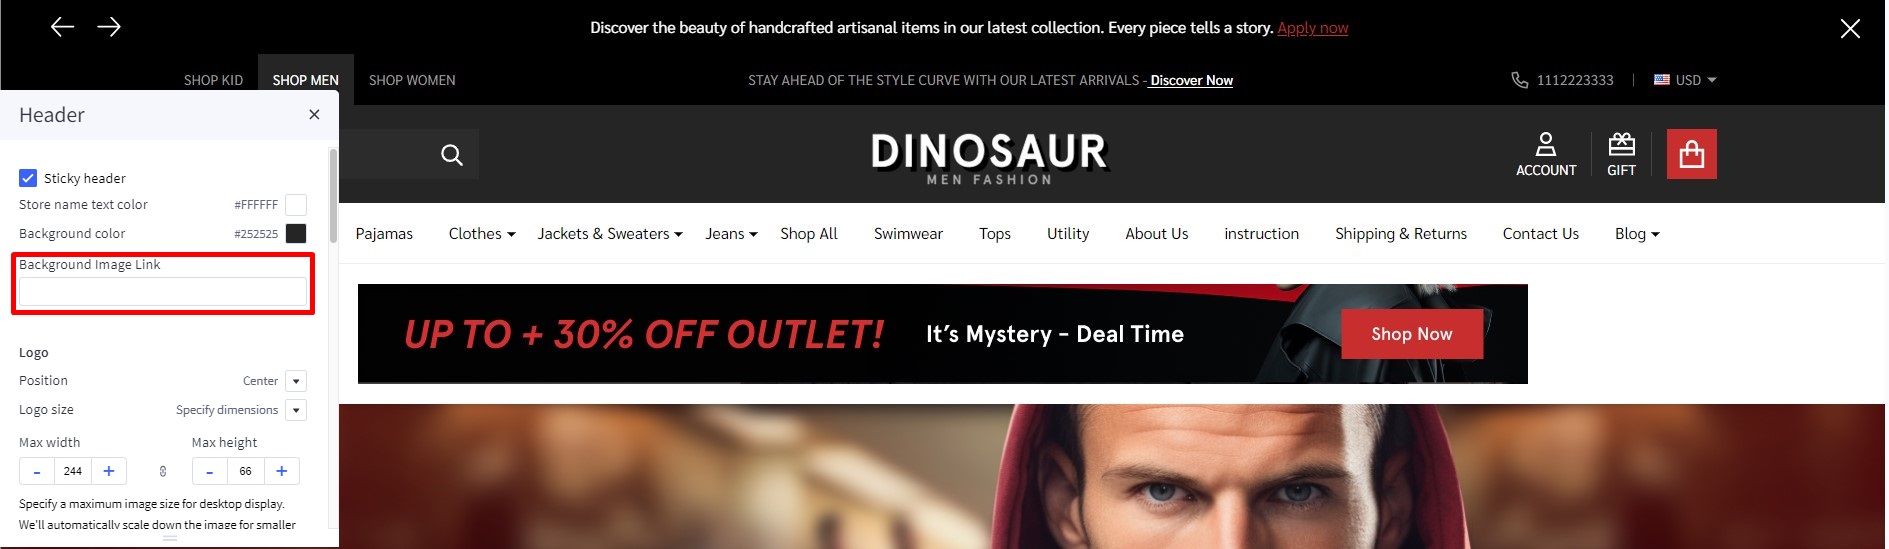 Discover the beauty of handcrafted artisanal items in our latest collection. Every piece tells a story. Apply now
SHOP KID SHOP MEN SHOP WOMEN
STAY AHEAD OF THE STYLE CURVE WITH OUR LATEST ARRIVALS - Discover Now
1112223333
USD
Header
Sticky header
Store name text color #FFFFFF
Background color #252525
Background Image Link
Logo
Position Center
Logo size Specify dimensions
Max width Max height
- 244 + - 66 +
Specify a maximum image size for desktop display.
We'll automatically scale down the image for smaller
DINOSAUR
MEN FASHION
ACCOUNT GIFT
Pajamas Clothes Jackets & Sweaters Jeans Shop All Swimwear Tops Utility About Us instruction Shipping & Returns Contact Us Blog
UP TO + 30% OFF OUTLET! It's Mystery - Deal Time Shop Now